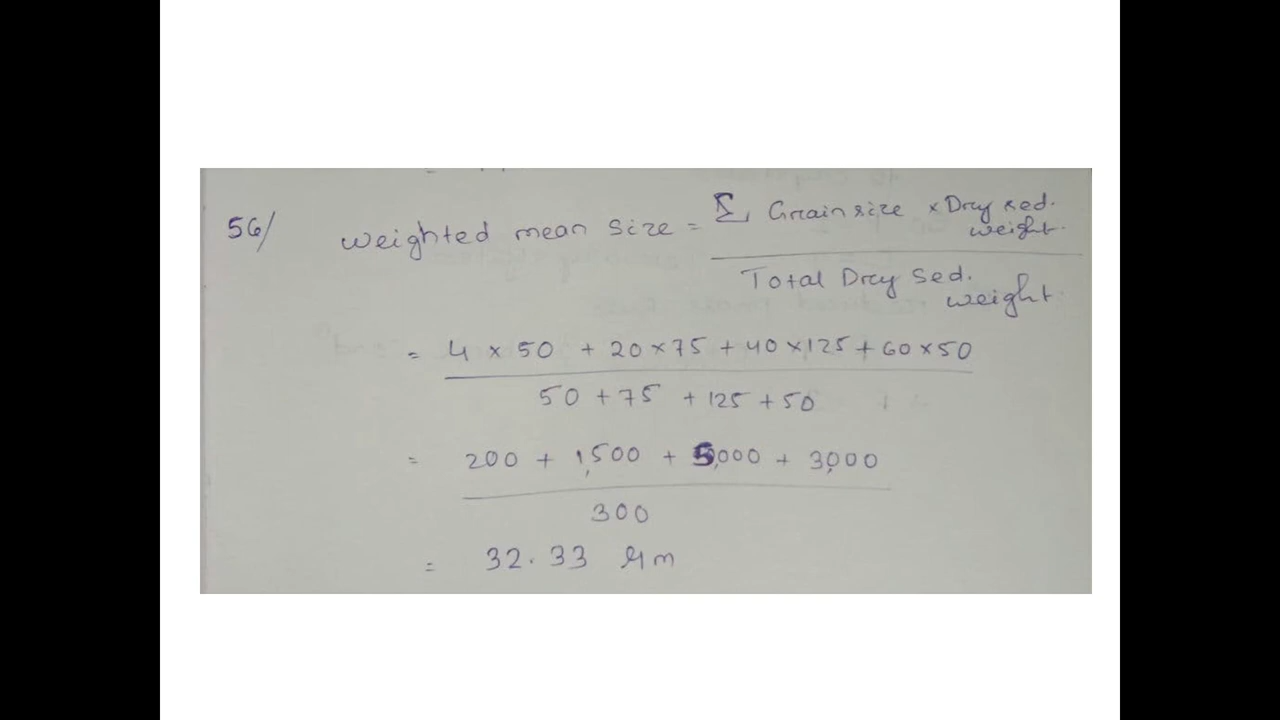 56/ Weighted mean size = Σ Grain size × Dry sed. weight.
Total Dry Sed. weight.
= 4 × 50 + 20 × 75 + 40 × 125 + 60 × 50
50 + 75 + 125 + 50
= 200 + 1,500 + 5,000 + 3,000
300
= 32.33 μm